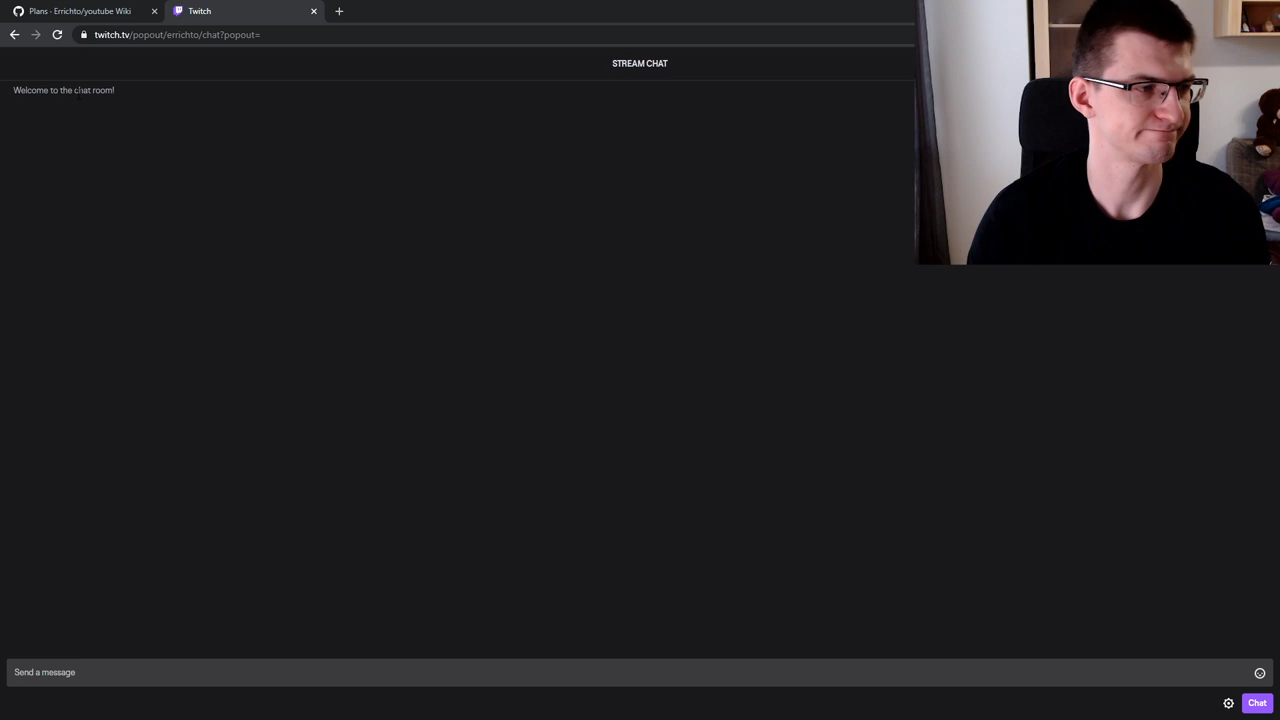 Plans · Errichto/youtube Wiki
Twitch
twitch.tv/popout/errichto/chat?popout=
STREAM CHAT
Welcome to the chat room!
Send a message
Chat